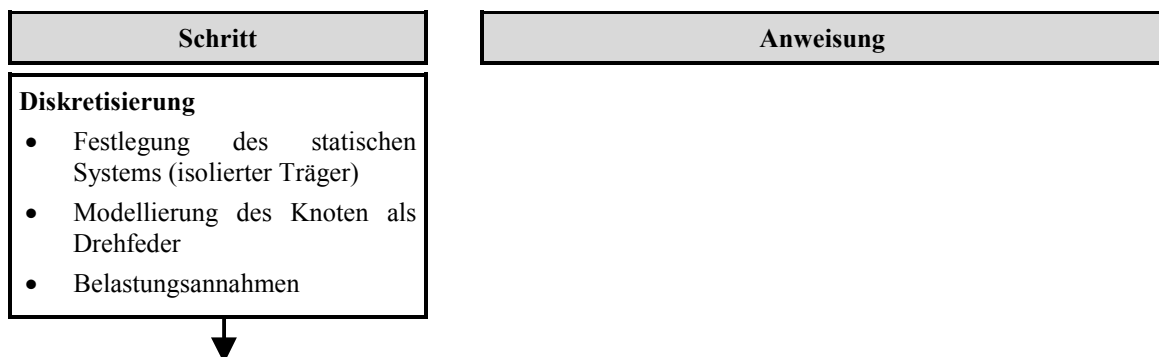 Schritt
Anweisung
Diskretisierung
• Festlegung des statischen
Systems (isolierter Träger)
• Modellierung des Knoten als
Drehfeder
• Belastungsannahmen